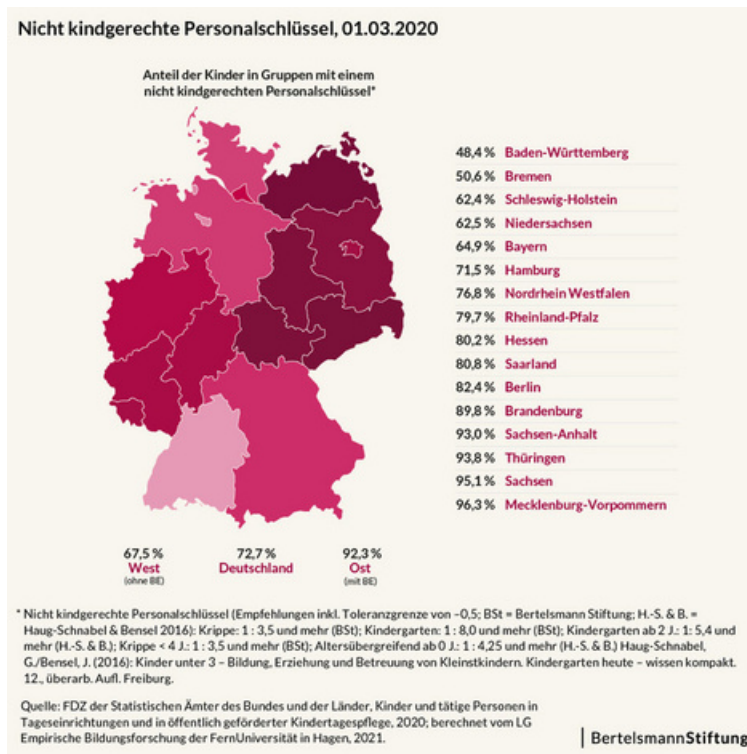 Nicht kindgerechte Personalschlüssel, 01.03.2020
Anteil der Kinder in Gruppen mit einem
nicht kindgerechten Personalschlüssel*
48,4 % Baden-Württemberg
50,6 % Bremen
62,4 % Schleswig-Holstein
62,5 % Niedersachsen
64,9 % Bayern
71,5 % Hamburg
76,8 % Nordrhein Westfalen
79,7 % Rheinland-Pfalz
80,2 % Hessen
80,8 % Saarland
82,4 % Berlin
89,8 % Brandenburg
93,0 % Sachsen-Anhalt
93,8 % Thüringen
95,1 % Sachsen
96,3 % Mecklenburg-Vorpommern
67,5 % 72,7 % 92,3 %
West Deutschland Ost
(ohne BE) (mit BE)
* Nicht kindgerechte Personalschlüssel (Empfehlungen inkl. Toleranzgrenze von –0,5; BSt = Bertelsmann Stiftung; H.-S. & B. =
Haug-Schnabel & Bensel 2016): Krippe: 1 : 3,5 und mehr (BSt); Kindergarten: 1 : 8,0 und mehr (BSt); Kindergarten ab 2 J.: 1: 5,4 und
mehr (H.-S. & B.); Krippe < 4 J.: 1 : 3,5 und mehr (BSt); Altersübergreifend ab 0 J.: 1 : 4,25 und mehr (H.-S. & B.) Haug-Schnabel,
G./Bensel, J. (2016): Kinder unter 3 – Bildung, Erziehung und Betreuung von Kleinstkindern. Kindergarten heute – wissen kompakt.
12., überarb. Aufl. Freiburg.
Quelle: FDZ der Statistischen Ämter des Bundes und der Länder, Kinder und tätige Personen in
Tageseinrichtungen und in öffentlich geförderter Kindertagespflege, 2020; berechnet vom LG
Empirische Bildungsforschung der FernUniversität in Hagen, 2021.
BertelsmannStiftung